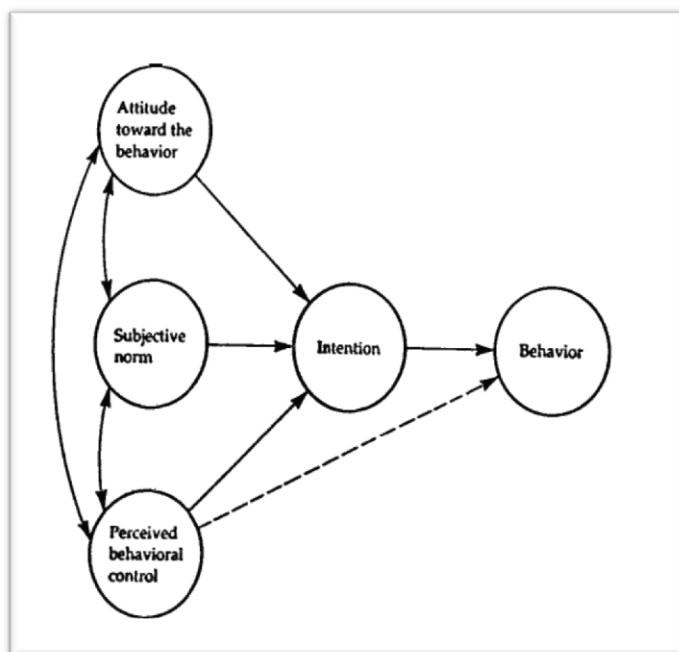 Attitude
toward the
behavior
Subjective
norm
Intention
Behavior
Perceived
behavioral
control